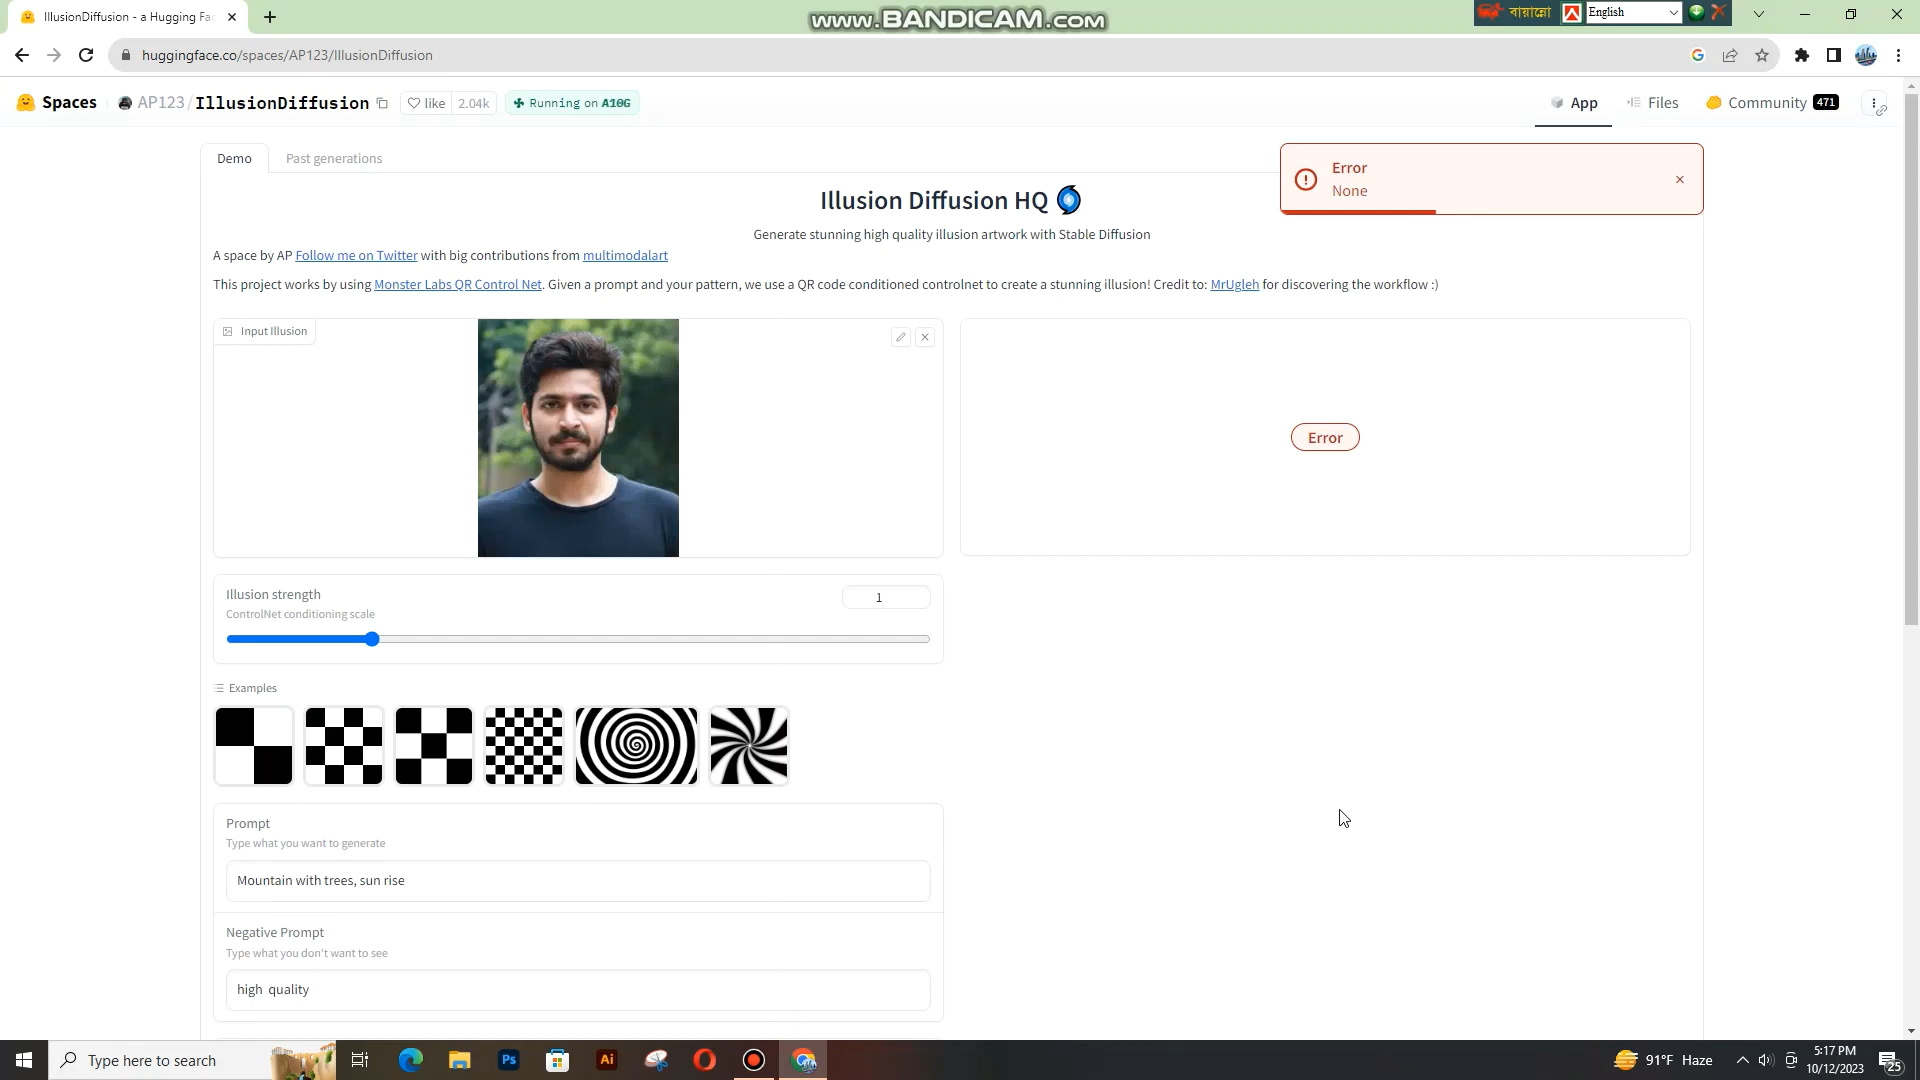 IllusionDiffusion - a Hugging Fac
www.BANDICAM.com
বায়ান্নো
English
huggingface.co/spaces/AP123/IllusionDiffusion
Spaces
AP123/IllusionDiffusion
like 2.04k
Running on A10G
App
Files
Community 471
Demo
Past generations
Error
None
Illusion Diffusion HQ
Generate stunning high quality illusion artwork with Stable Diffusion
A space by AP Follow me on Twitter with big contributions from multimodalart
This project works by using Monster Labs QR Control Net. Given a prompt and your pattern, we use a QR code conditioned controlnet to create a stunning illusion! Credit to: MrUgleh for discovering the workflow :)
Input Illusion
Error
Illusion strength
1
ControlNet conditioning scale
Examples
Prompt
Type what you want to generate
Mountain with trees, sun rise
Negative Prompt
Type what you don't want to see
high  quality
Type here to search
Ps
Ai
91°F Haze
5:17 PM
10/12/2023
25